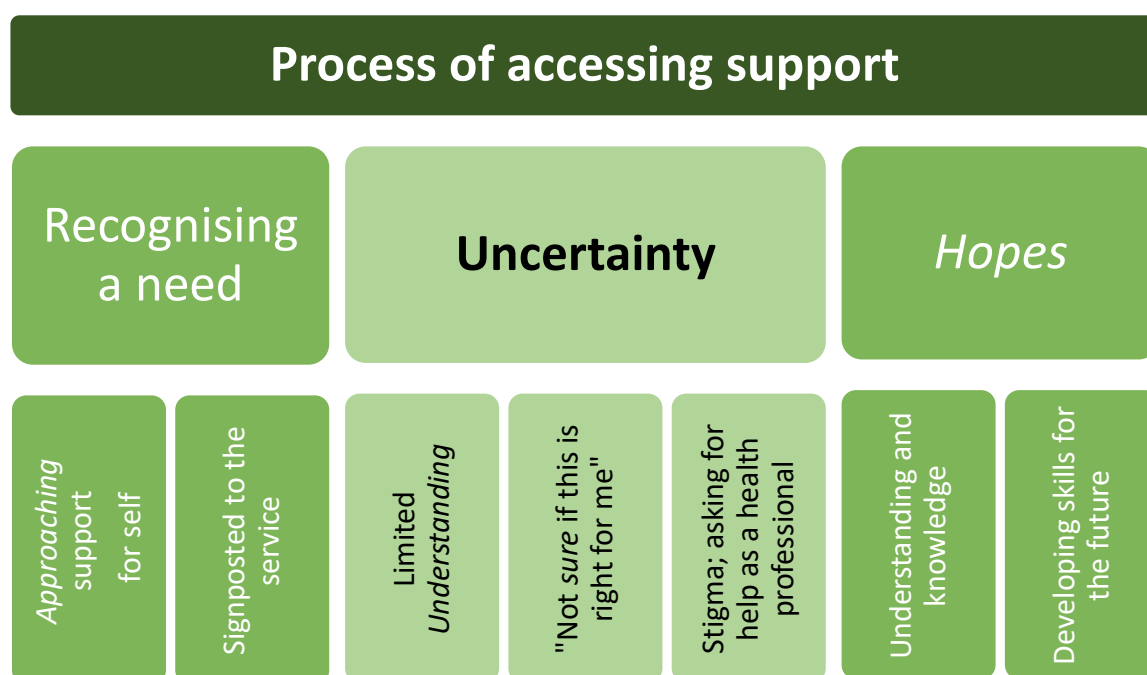 Process of accessing support
Recognising
a need
Uncertainty
Hopes
Approaching
support
for self
Signposted to the
service
Limited
Understanding
"Not sure if this is
right for me"
Stigma; asking for
help as a health
professional
Understanding and
knowledge
Developing skills for
the future